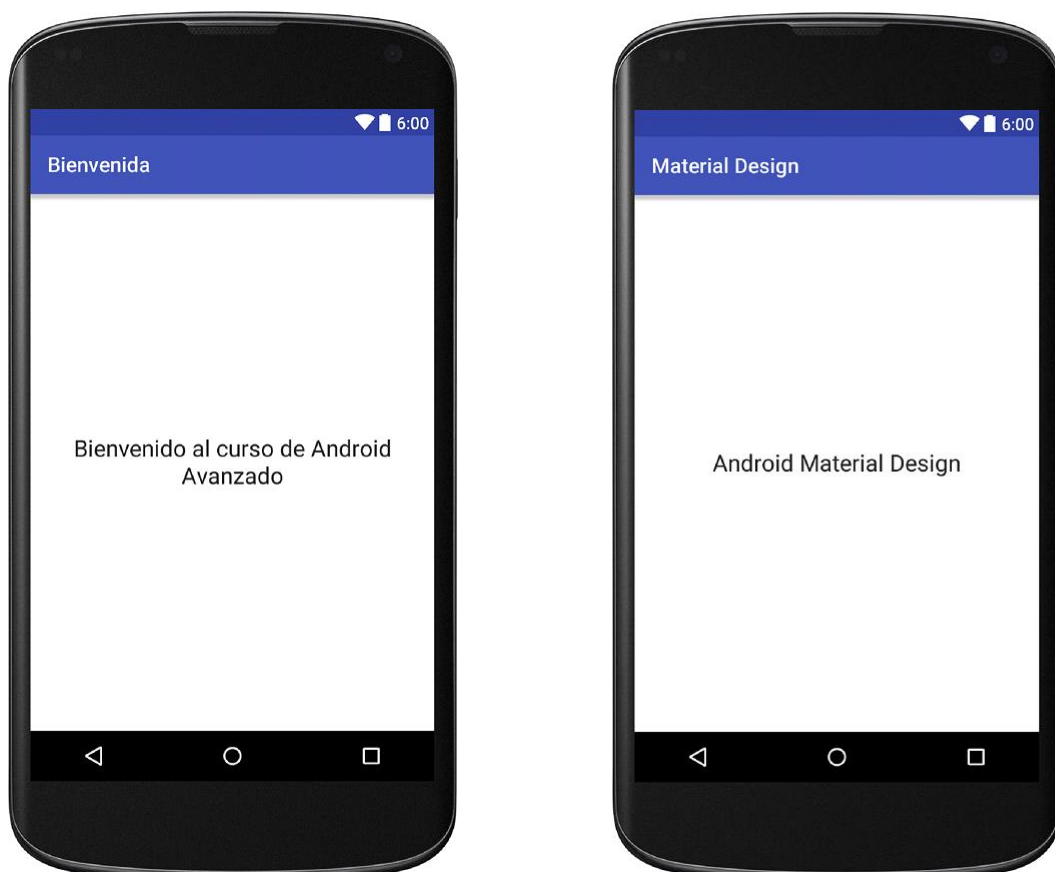 6:00
Bienvenida
Bienvenido al curso de Android
Avanzado
6:00
Material Design
Android Material Design